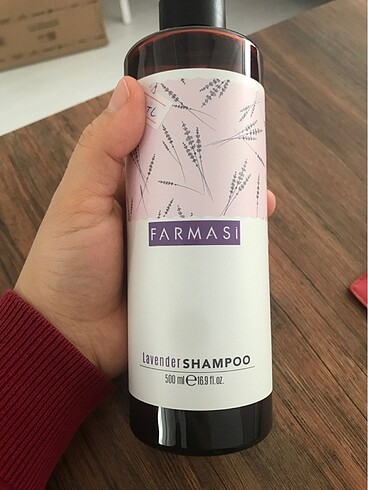 FARMASi
Lavender SHAMPOO
500 ml e 16.9 fl.oz.